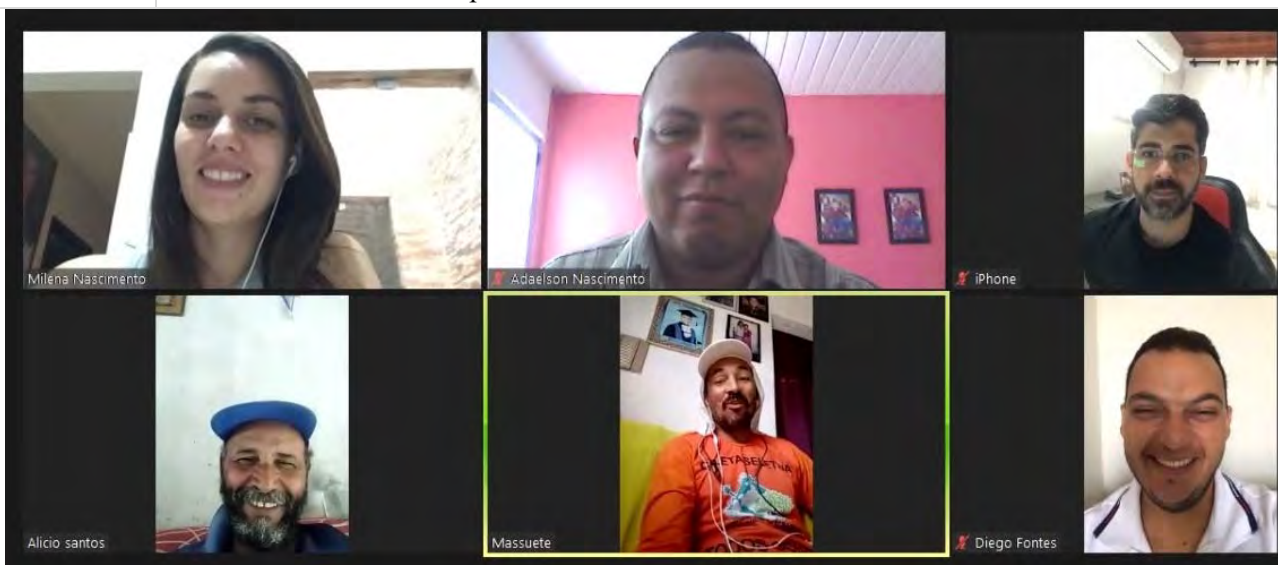 Milena Nascimento
Adaelson Nascimento
iPhone
Alicio santos
Massuete
Diego Fontes